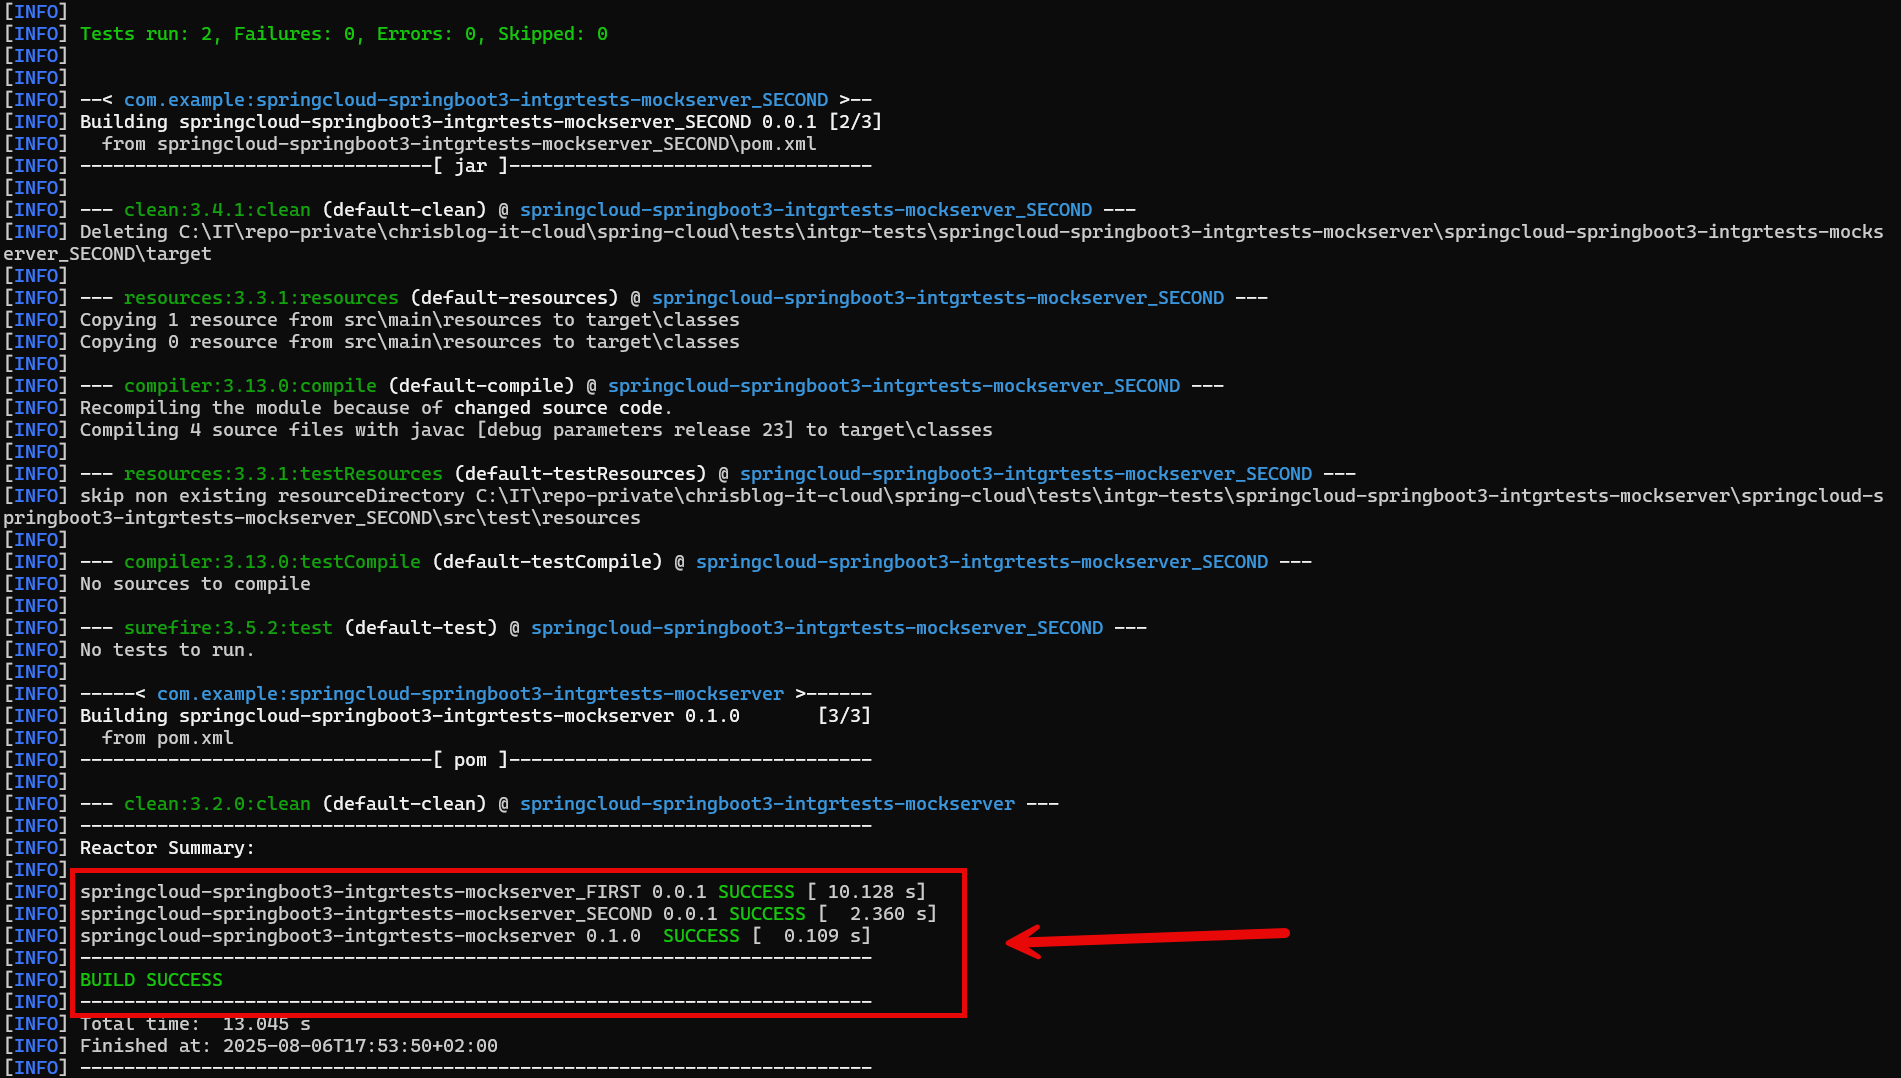 [INFO]
[INFO] Tests run: 2, Failures: 0, Errors: 0, Skipped: 0
[INFO]
[INFO]
[INFO] --< com.example:springcloud-springboot3-intgrtests-mockserver_SECOND >--
[INFO] Building springcloud-springboot3-intgrtests-mockserver_SECOND 0.0.1 [2/3]
[INFO]   from springcloud-springboot3-intgrtests-mockserver_SECOND\pom.xml
[INFO] --------------------------------[ jar ]---------------------------------
[INFO]
[INFO] --- clean:3.4.1:clean (default-clean) @ springcloud-springboot3-intgrtests-mockserver_SECOND ---
[INFO] Deleting C:\IT\repo-private\chrisblog-it-cloud\spring-cloud\tests\intgr-tests\springcloud-springboot3-intgrtests-mockserver\springcloud-springboot3-intgrtests-mocks
erver_SECOND\target
[INFO]
[INFO] --- resources:3.3.1:resources (default-resources) @ springcloud-springboot3-intgrtests-mockserver_SECOND ---
[INFO] Copying 1 resource from src\main\resources to target\classes
[INFO] Copying 0 resource from src\main\resources to target\classes
[INFO]
[INFO] --- compiler:3.13.0:compile (default-compile) @ springcloud-springboot3-intgrtests-mockserver_SECOND ---
[INFO] Recompiling the module because of changed source code.
[INFO] Compiling 4 source files with javac [debug parameters release 23] to target\classes
[INFO]
[INFO] --- resources:3.3.1:testResources (default-testResources) @ springcloud-springboot3-intgrtests-mockserver_SECOND ---
[INFO] skip non existing resourceDirectory C:\IT\repo-private\chrisblog-it-cloud\spring-cloud\tests\intgr-tests\springcloud-springboot3-intgrtests-mockserver\springcloud-s
pringboot3-intgrtests-mockserver_SECOND\src\test\resources
[INFO]
[INFO] --- compiler:3.13.0:testCompile (default-testCompile) @ springcloud-springboot3-intgrtests-mockserver_SECOND ---
[INFO] No sources to compile
[INFO]
[INFO] --- surefire:3.5.2:test (default-test) @ springcloud-springboot3-intgrtests-mockserver_SECOND ---
[INFO] No tests to run.
[INFO]
[INFO] -----< com.example:springcloud-springboot3-intgrtests-mockserver >------
[INFO] Building springcloud-springboot3-intgrtests-mockserver 0.1.0       [3/3]
[INFO]   from pom.xml
[INFO] --------------------------------[ pom ]---------------------------------
[INFO]
[INFO] --- clean:3.2.0:clean (default-clean) @ springcloud-springboot3-intgrtests-mockserver ---
[INFO] ------------------------------------------------------------------------
[INFO] Reactor Summary:
[INFO]
[INFO] springcloud-springboot3-intgrtests-mockserver_FIRST 0.0.1 SUCCESS [ 10.128 s]
[INFO] springcloud-springboot3-intgrtests-mockserver_SECOND 0.0.1 SUCCESS [  2.360 s]
[INFO] springcloud-springboot3-intgrtests-mockserver 0.1.0  SUCCESS [  0.109 s]
[INFO] ------------------------------------------------------------------------
[INFO] BUILD SUCCESS
[INFO] ------------------------------------------------------------------------
[INFO] Total time:  13.045 s
[INFO] Finished at: 2025-08-06T17:53:50+02:00
[INFO] ------------------------------------------------------------------------